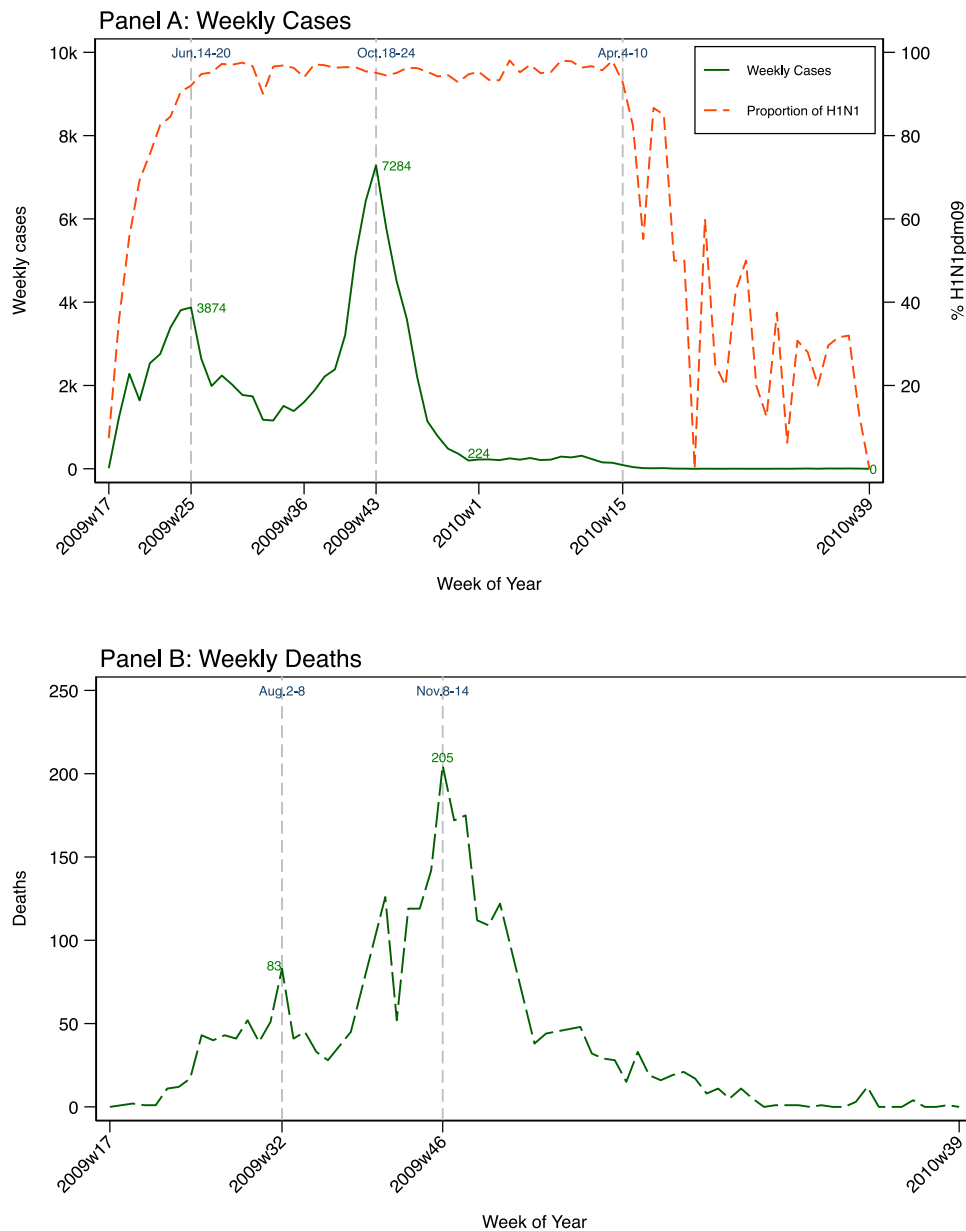 Panel A: Weekly Cases
Jun.14-20
Oct.18-24
Apr.4-10
10k
8k
6k
4k
2k
0
Weekly cases
100
80
60
40
20
% H1N1pdm09
Weekly Cases
Proportion of H1N1
3874
7284
224
0
2009w17
2009w25
2009w36
2009w43
2010w1
2010w15
2010w39
Week of Year
Panel B: Weekly Deaths
Aug.2-8
Nov.8-14
250
200
150
100
50
0
Deaths
83
205
2009w17
2009w32
2009w46
2010w39
Week of Year